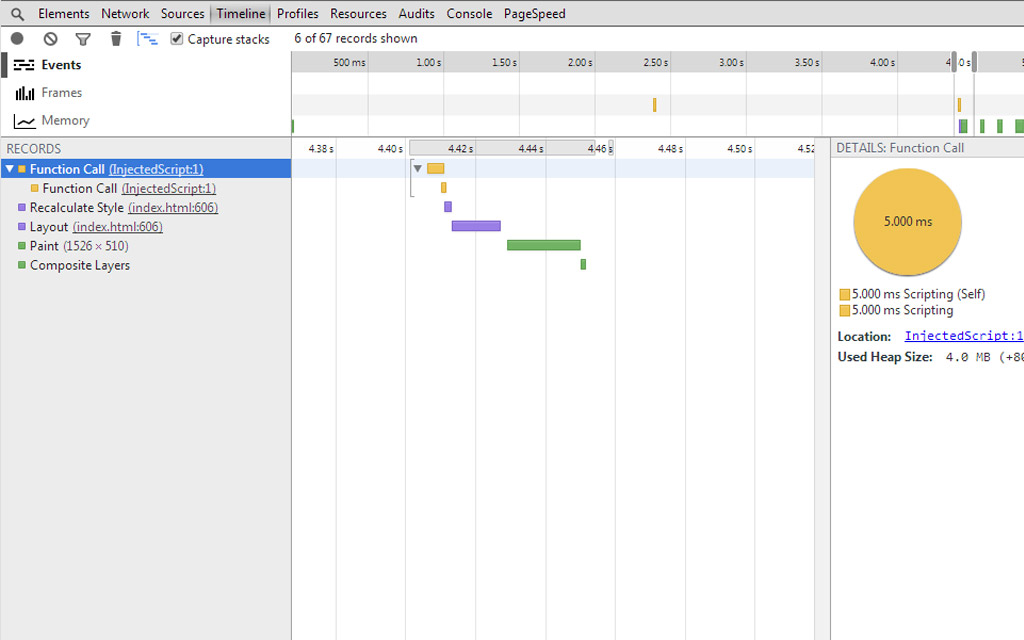 Elements Network Sources Timeline Profiles Resources Audits Console PageSpeed
Capture stacks 6 of 67 records shown
Events
Frames
Memory
500 ms 1.00 s 1.50 s 2.00 s 2.50 s 3.00 s 3.50 s 4.00 s
RECORDS
4.38 s 4.40 s 4.42 s 4.44 s 4.46 s 4.48 s 4.50 s 4.52
DETAILS: Function Call
Function Call (InjectedScript:1)
Function Call (InjectedScript:1)
Recalculate Style (index.html:606)
Layout (index.html:606)
Paint (1526 × 510)
Composite Layers
5.000 ms
5.000 ms Scripting (Self)
5.000 ms Scripting
Location: InjectedScript:1
Used Heap Size: 4.0 MB (+80